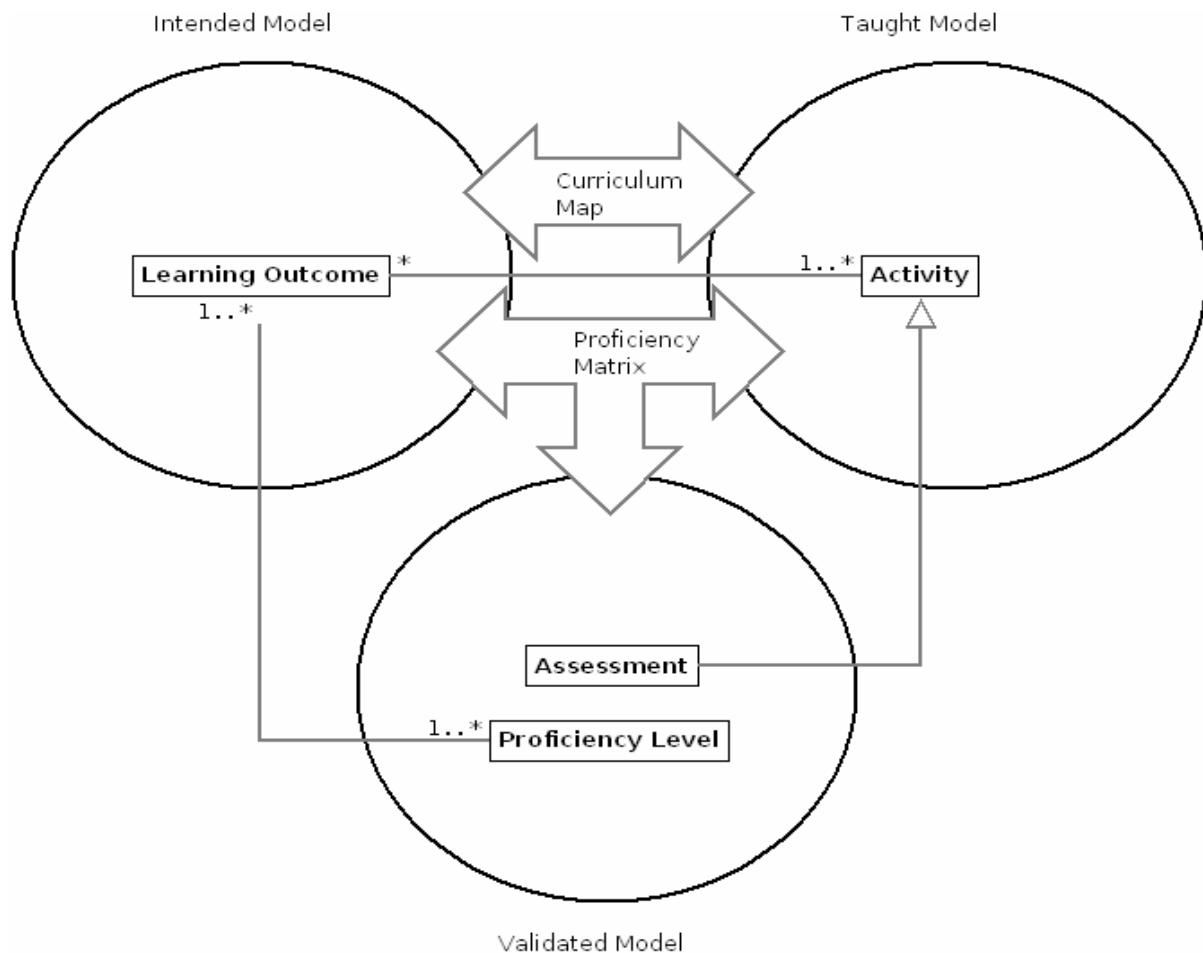 Intended Model
Taught Model
Curriculum
Map
Learning Outcome
*
1..*
Activity
1..*
Proficiency
Matrix
Assessment
1..*
Proficiency Level
Validated Model